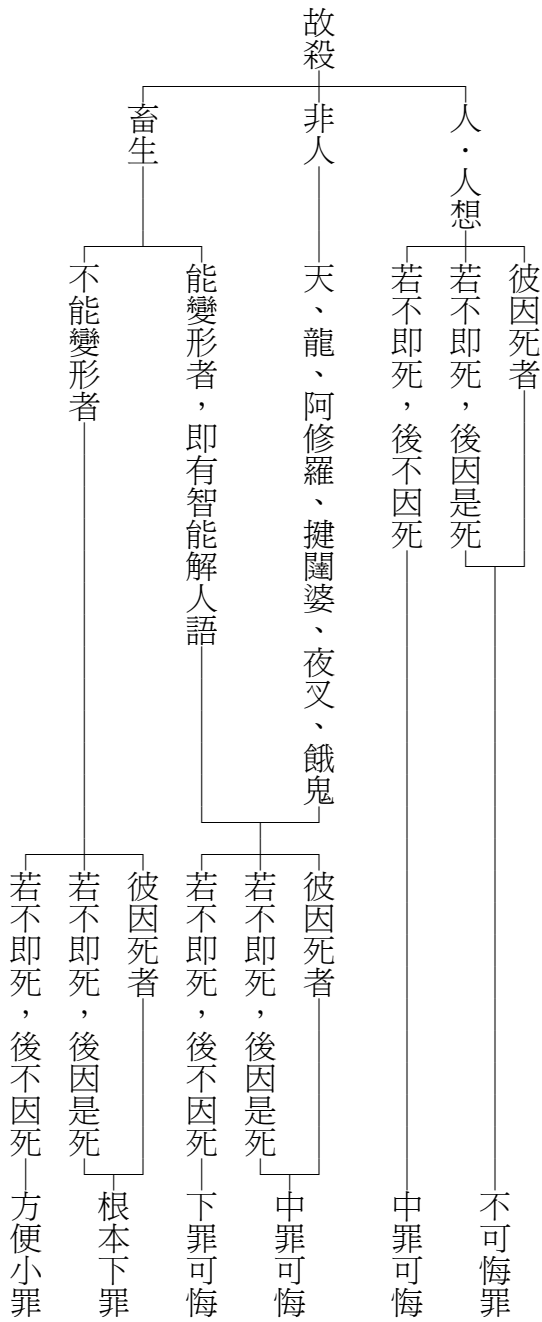 故殺
人・人想
彼因死者
若不即死，後因是死
不可悔罪
若不即死，後不因死
中罪可悔
非人
天、龍、阿修羅、揵闥婆、夜叉、餓鬼
畜生
能變形者，即有智能解人語
彼因死者
若不即死，後因是死
中罪可悔
若不即死，後不因死
下罪可悔
不能變形者
彼因死者
若不即死，後因是死
根本下罪
若不即死，後不因死
方便小罪